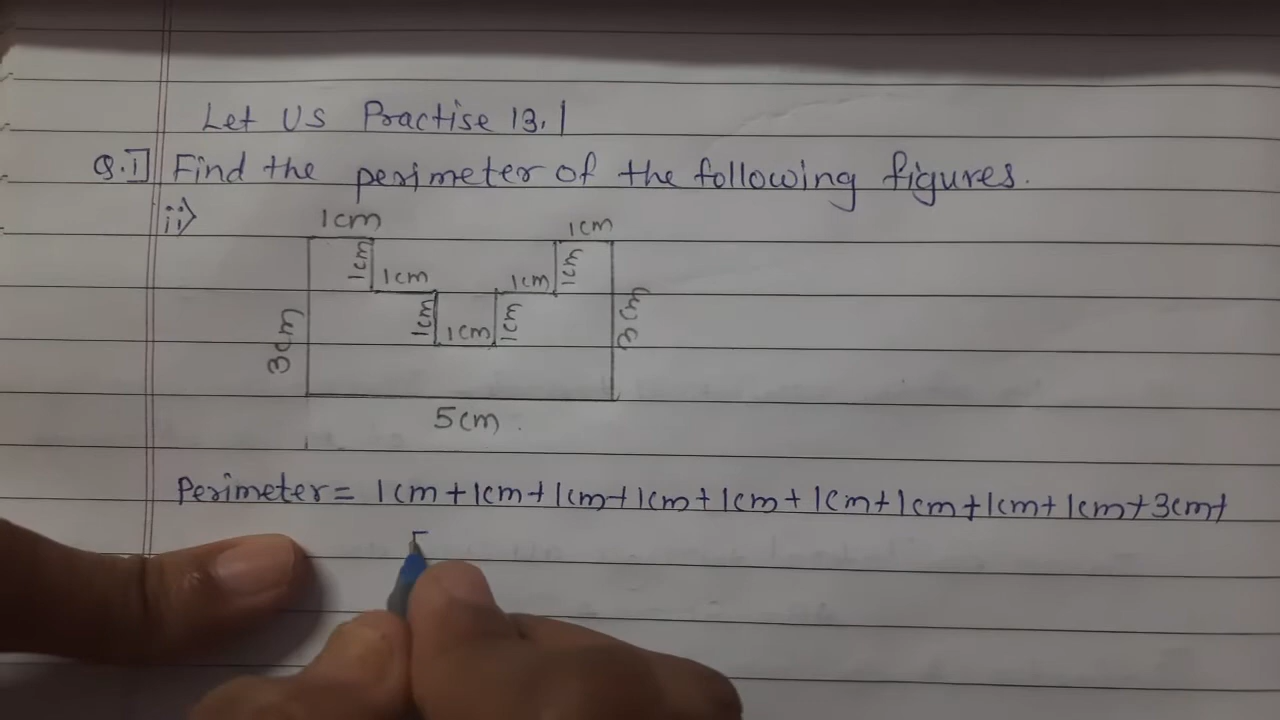 Let Us Practise 13.1
Q.1] Find the perimeter of the following figures.
ii>
1cm 1cm
1cm 1cm 1cm 1cm
1cm 1cm 1cm
3cm 3cm
5cm
Perimeter = 1cm + 1cm + 1cm + 1cm + 1cm + 1cm + 1cm + 1cm + 1cm + 3cm +
5